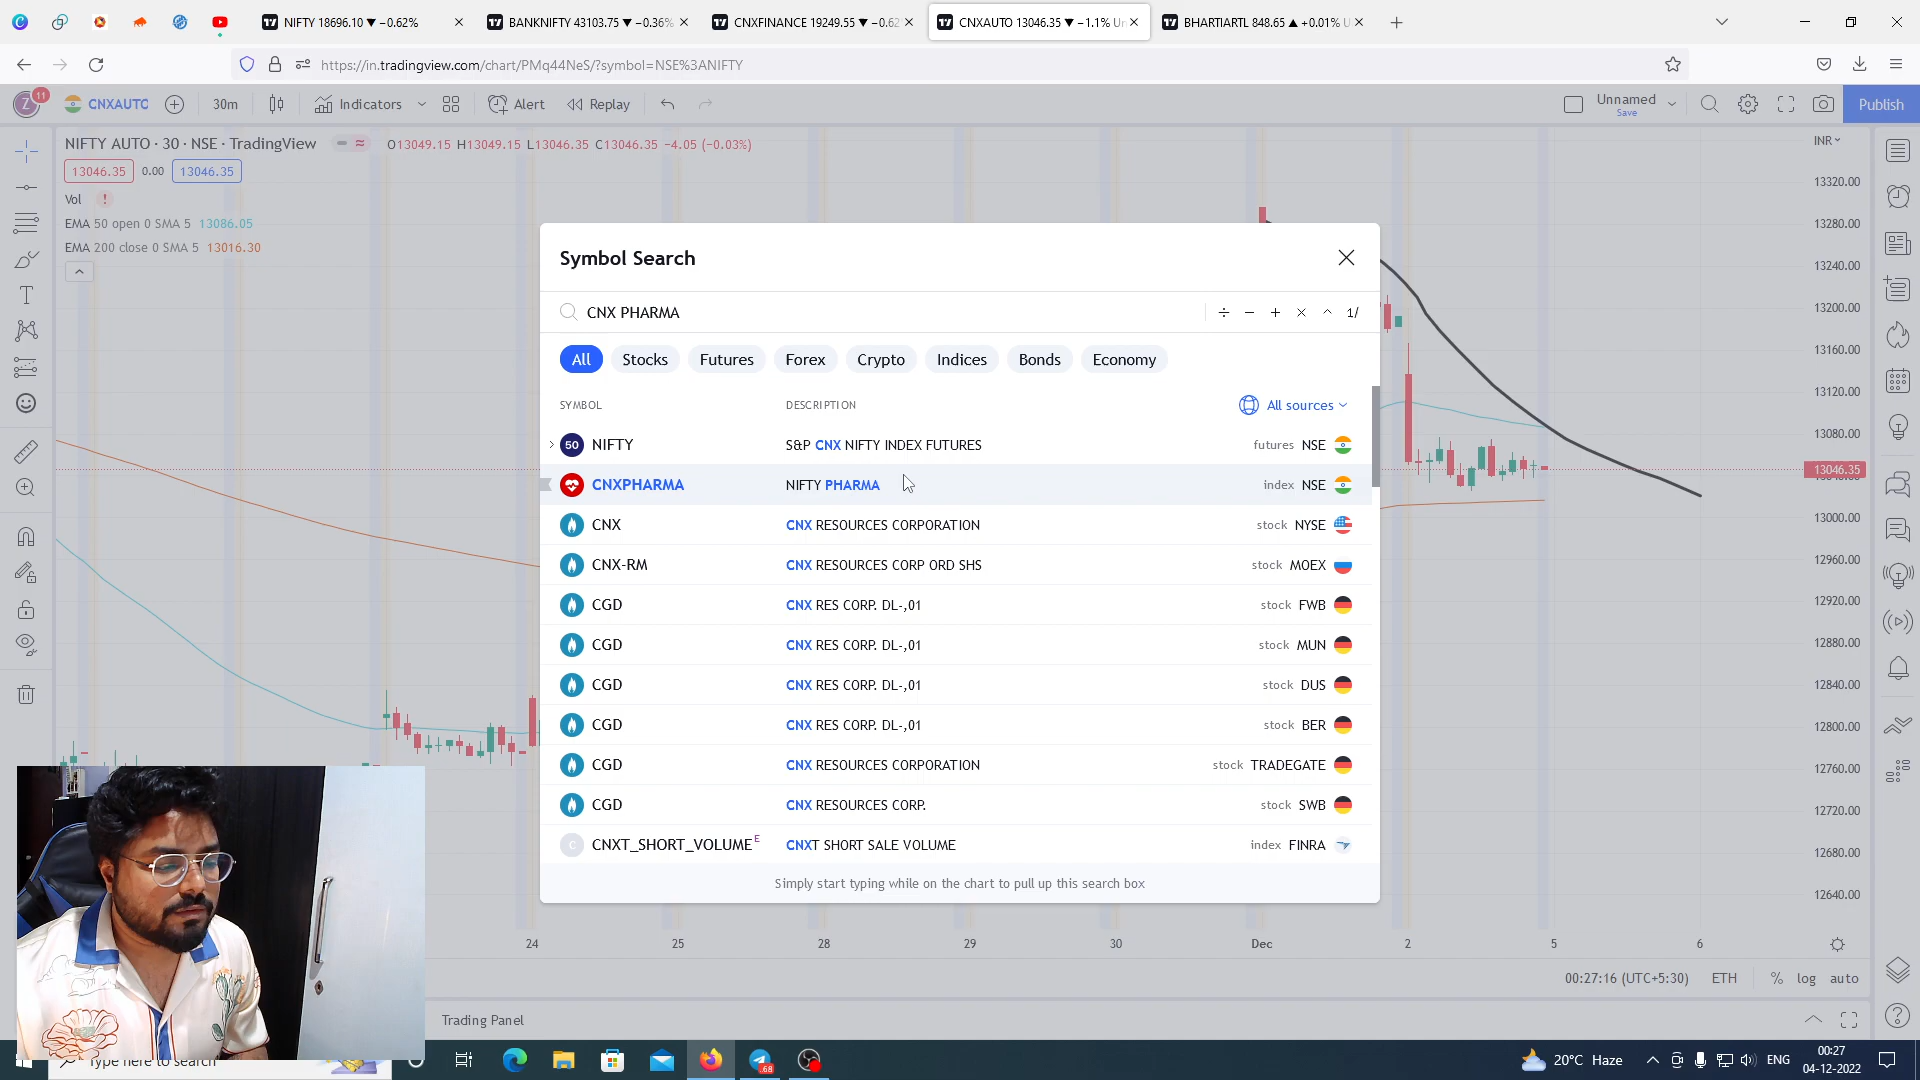 NIFTY 18696.10 ▼ −0.62%
BANKNIFTY 43103.75 ▼ −0.36%
CNXFINANCE 19249.55 ▼ −0.62
CNXAUTO 13046.35 ▼ −1.1% Un
BHARTIARTL 848.65 ▲ +0.01% U
https://in.tradingview.com/chart/PMq44NeS/?symbol=NSE%3ANIFTY
Z 11 CNXAUTO 30m Indicators Alert Replay Unnamed Save Publish
NIFTY AUTO · 30 · NSE · TradingView O13049.15 H13049.15 L13046.35 C13046.35 −4.05 (−0.03%)
INR
13046.35 0.00 13046.35
Vol !
EMA 50 open 0 SMA 5 13086.05
EMA 200 close 0 SMA 5 13016.30
Symbol Search
CNX PHARMA ÷ − + × ^ 1/
All Stocks Futures Forex Crypto Indices Bonds Economy
SYMBOL DESCRIPTION All sources
50 NIFTY S&P CNX NIFTY INDEX FUTURES futures NSE
CNXPHARMA NIFTY PHARMA index NSE
CNX CNX RESOURCES CORPORATION stock NYSE
CNX-RM CNX RESOURCES CORP ORD SHS stock MOEX
CGD CNX RES CORP. DL-,01 stock FWB
CGD CNX RES CORP. DL-,01 stock MUN
CGD CNX RES CORP. DL-,01 stock DUS
CGD CNX RES CORP. DL-,01 stock BER
CGD CNX RESOURCES CORPORATION stock TRADEGATE
CGD CNX RESOURCES CORP. stock SWB
C CNXT_SHORT_VOLUME E CNXT SHORT SALE VOLUME index FINRA
Simply start typing while on the chart to pull up this search box
13320.00
13280.00
13240.00
13200.00
13160.00
13120.00
13080.00
13046.35
13000.00
12960.00
12920.00
12880.00
12840.00
12800.00
12760.00
12720.00
12680.00
12640.00
24 25 28 29 30 Dec 2 5 6
00:27:16 (UTC+5:30) ETH % log auto
Trading Panel
Type here to search
.68
20°C Haze
ENG
00:27
04-12-2022